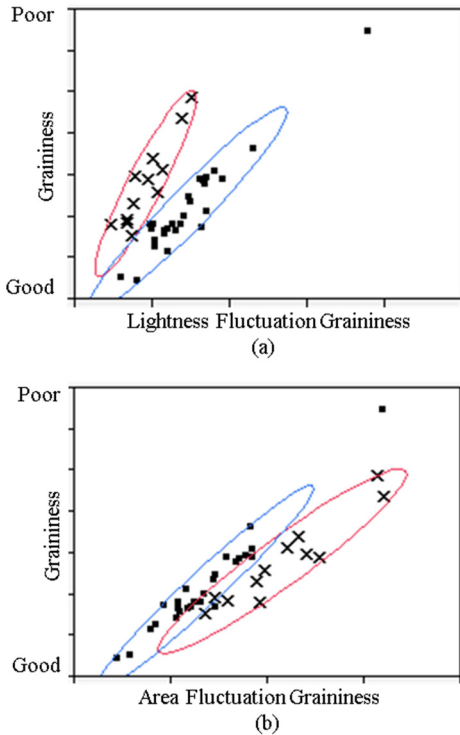 Poor
Graininess
Good
Lightness Fluctuation Graininess
(a)
Poor
Graininess
Good
Area Fluctuation Graininess
(b)